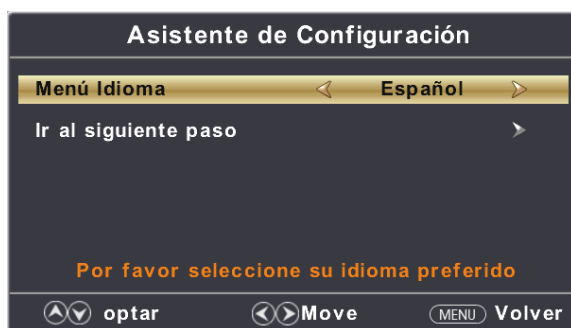 Asistente de Configuración
Menú Idioma Español
Ir al siguiente paso
Por favor seleccione su idioma preferido
optar Move MENU Volver